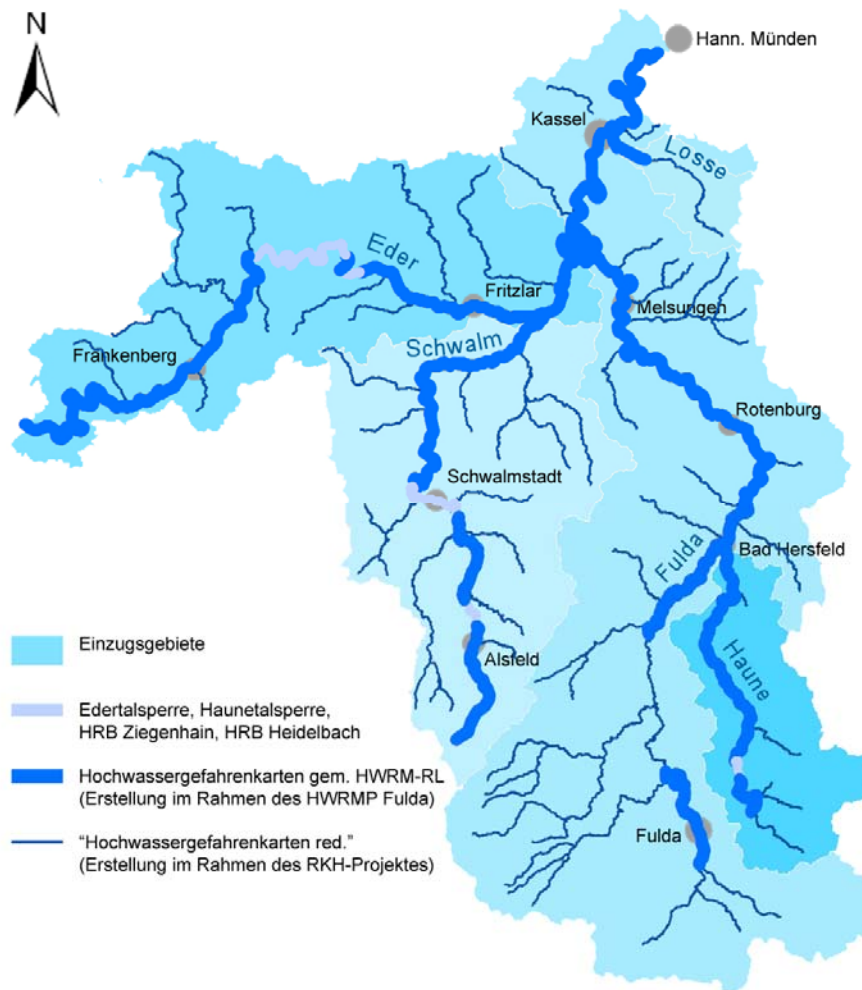 N
Hann. Münden
Kassel
Losse
Eder
Fritzlar
Melsungen
Schwalm
Frankenberg
Rotenburg
Schwalmstadt
Fulda
Bad Hersfeld
Haune
Alsfeld
Fulda
Einzugsgebiete
Edertalsperre, Haunetalsperre,
HRB Ziegenhain, HRB Heidelbach
Hochwassergefahrenkarten gem. HWRM-RL
(Erstellung im Rahmen des HWRMP Fulda)
"Hochwassergefahrenkarten red."
(Erstellung im Rahmen des RKH-Projektes)